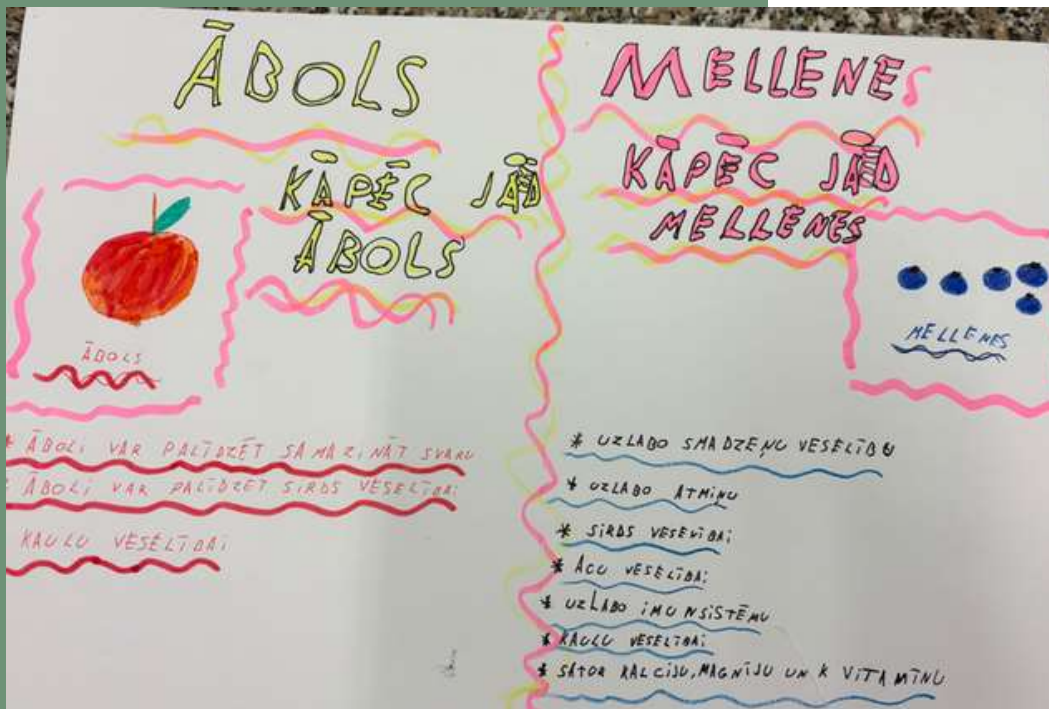 ĀBOLS
KĀPĒC JĀĒD
ĀBOLS
ĀBOLS
* ĀBOLI VAR PALĪDZĒT SAMAZINĀT SVARU
* ĀBOLI VAR PALĪDZĒT SIRDS VESELĪBAI
KAULU VESELĪBAI
MELLENES
KĀPĒC JĀĒD
MELLENES
MELLENES
* UZLABO SMADZEŅU VESELĪBU
* UZLABO ATMIŅU
* SIRDS VESELĪBAI
* ACU VESELĪBAI
* UZLABO IMUNSISTĒMU
* KAULU VESELĪBAI
* SATUR KALCIJU, MAGNIJU UN K VITAMĪNU